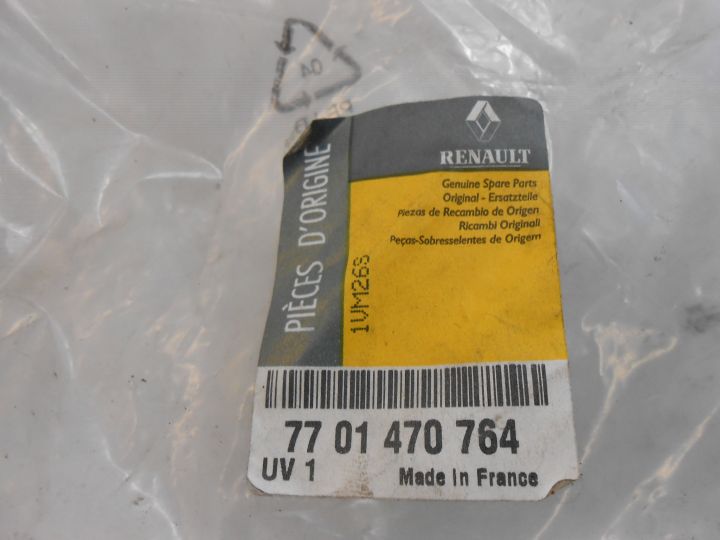 04
RENAULT
Genuine Spare Parts
Original - Ersatzteile
Piezas de Recambio de Origen
Ricambi Originali
Peças-Sobresselentes de Origem
PIÈCES D'ORIGINE
1VM26S
77 01 470 764
UV 1
Made in France